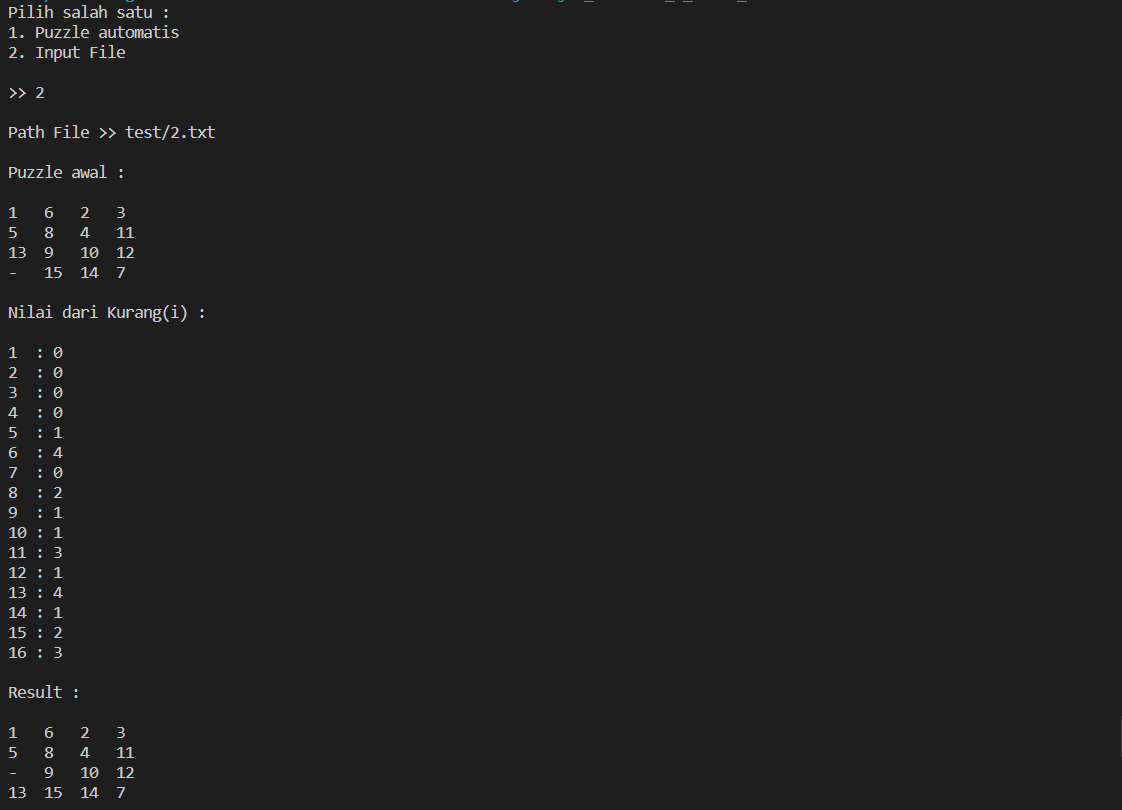 Pilih salah satu :
1. Puzzle automatis
2. Input File
>> 2
Path File >> test/2.txt
Puzzle awal :
1 6 2 3
5 8 4 11
13 9 10 12
- 15 14 7
Nilai dari Kurang(i) :
1 : 0
2 : 0
3 : 0
4 : 0
5 : 1
6 : 4
7 : 0
8 : 2
9 : 1
10 : 1
11 : 3
12 : 1
13 : 4
14 : 1
15 : 2
16 : 3
Result :
1 6 2 3
5 8 4 11
- 9 10 12
13 15 14 7